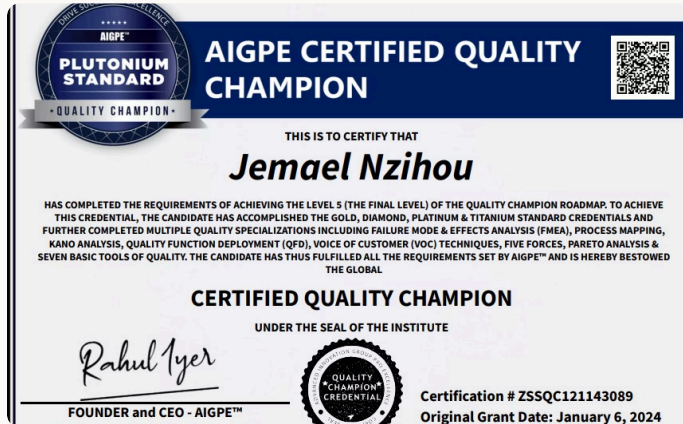 DRIVE SUC
AIGPE™
PLUTONIUM
STANDARD
• QUALITY CHAMPION •
AIGPE CERTIFIED QUALITY
CHAMPION
THIS IS TO CERTIFY THAT
Jemael Nzihou
HAS COMPLETED THE REQUIREMENTS OF ACHIEVING THE LEVEL 5 (THE FINAL LEVEL) OF THE QUALITY CHAMPION ROADMAP. TO ACHIEVE
THIS CREDENTIAL, THE CANDIDATE HAS ACCOMPLISHED THE GOLD, DIAMOND, PLATINUM & TITANIUM STANDARD CREDENTIALS AND
FURTHER COMPLETED MULTIPLE QUALITY SPECIALIZATIONS INCLUDING FAILURE MODE & EFFECTS ANALYSIS (FMEA), PROCESS MAPPING,
KANO ANALYSIS, QUALITY FUNCTION DEPLOYMENT (QFD), VOICE OF CUSTOMER (VOC) TECHNIQUES, FIVE FORCES, PARETO ANALYSIS &
SEVEN BASIC TOOLS OF QUALITY. THE CANDIDATE HAS THUS FULFILLED ALL THE REQUIREMENTS SET BY AIGPE™ AND IS HEREBY BESTOWED
THE GLOBAL
CERTIFIED QUALITY CHAMPION
UNDER THE SEAL OF THE INSTITUTE
Rahul Iyer
FOUNDER and CEO - AIGPE™
ADVANCED INNOVATION GROUP PRO EXCELLENCE
QUALITY
CHAMPION
CREDENTIAL
Certification # ZSSQC121143089
Original Grant Date: January 6, 2024